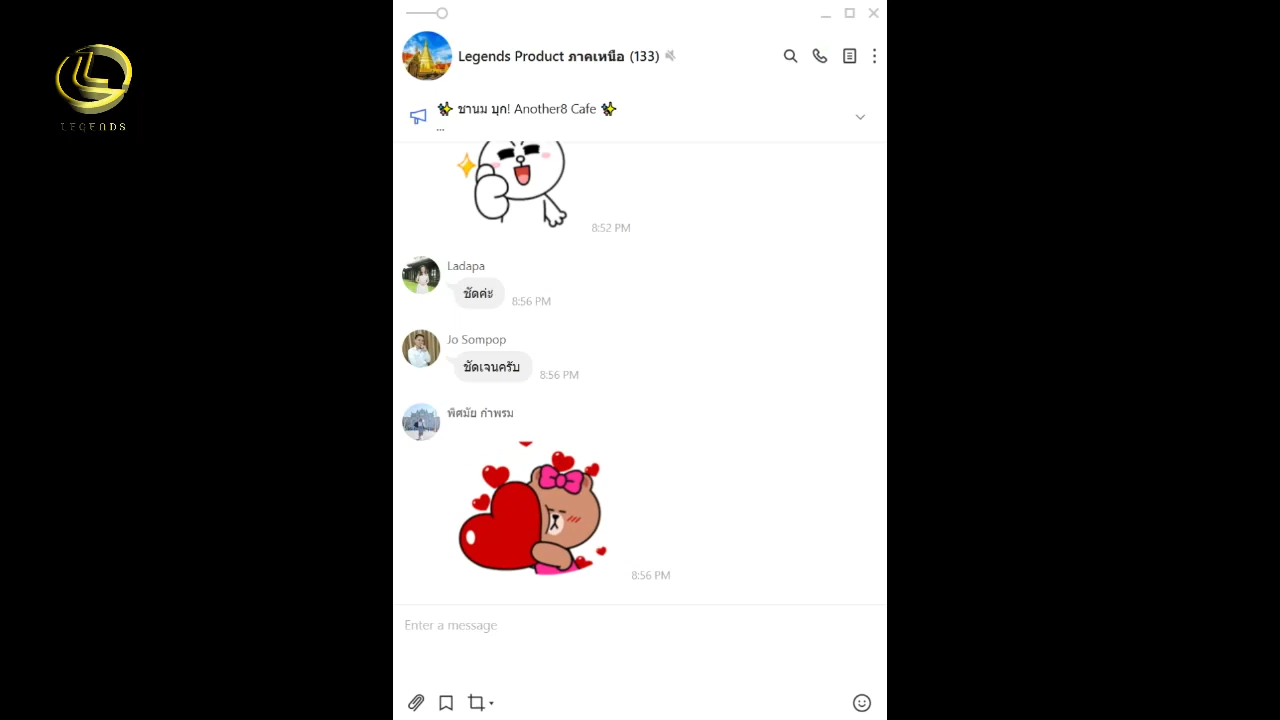 LEGENDS
Legends Product ภาคเหนือ (133)
✨ ชานม บุก! Another8 Cafe ✨
...
8:52 PM
Ladapa
ชัดค่ะ
8:56 PM
Jo Sompop
ชัดเจนครับ
8:56 PM
พิศมัย กำพรม
8:56 PM
Enter a message